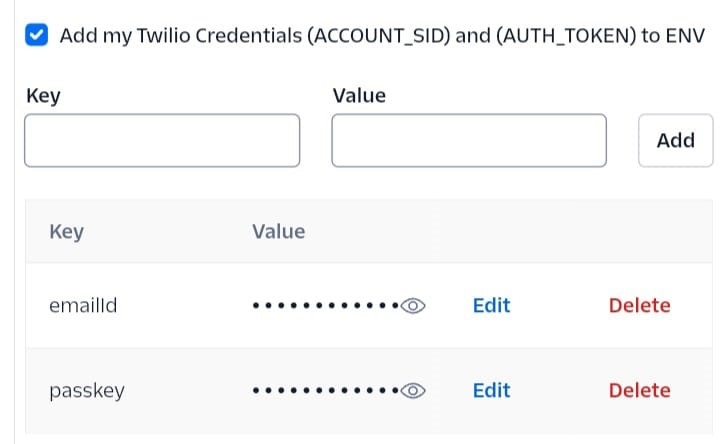 Add my Twilio Credentials (ACCOUNT_SID) and (AUTH_TOKEN) to ENV
Key Value
Add
Key Value
emailId •••••••••••• Edit Delete
passkey •••••••••••• Edit Delete